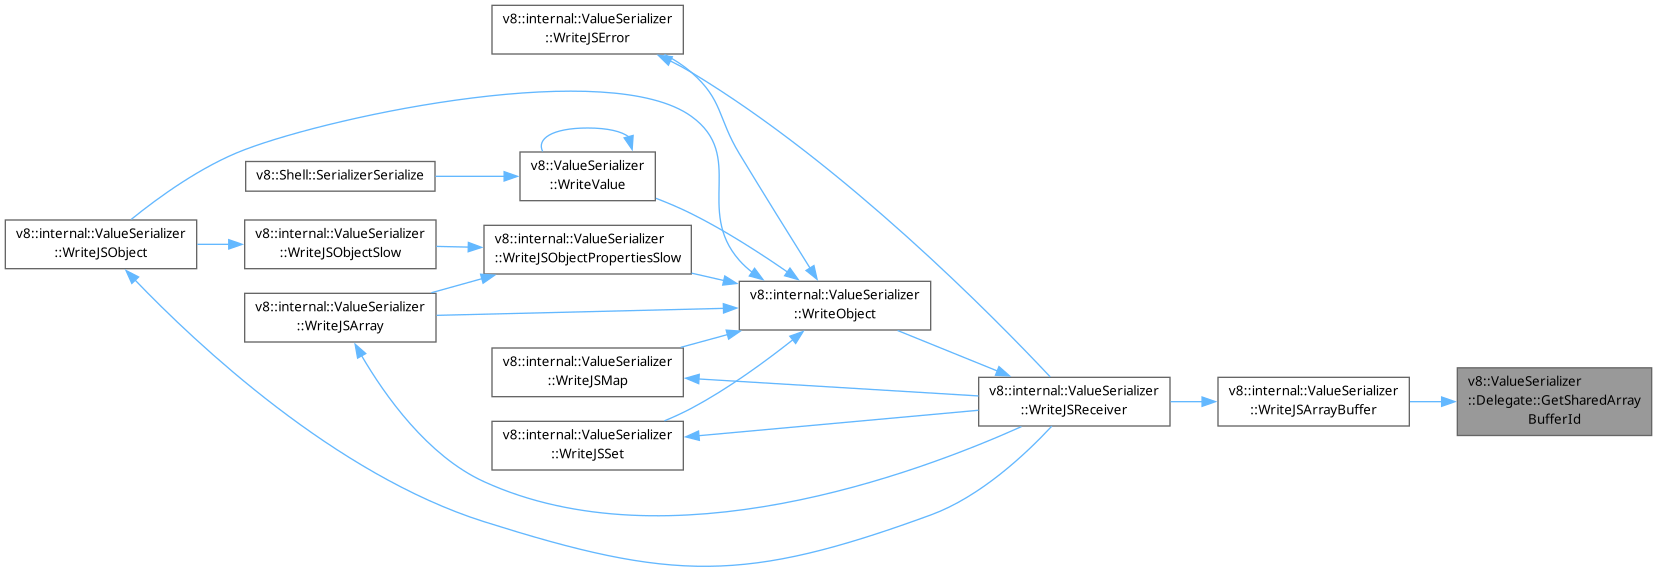 v8::internal::ValueSerializer
::WriteJSError
v8::ValueSerializer
::WriteValue
v8::Shell::SerializerSerialize
v8::internal::ValueSerializer
::WriteJSObject
v8::internal::ValueSerializer
::WriteJSObjectSlow
v8::internal::ValueSerializer
::WriteJSObjectPropertiesSlow
v8::internal::ValueSerializer
::WriteJSArray
v8::internal::ValueSerializer
::WriteObject
v8::internal::ValueSerializer
::WriteJSMap
v8::internal::ValueSerializer
::WriteJSSet
v8::internal::ValueSerializer
::WriteJSReceiver
v8::internal::ValueSerializer
::WriteJSArrayBuffer
v8::ValueSerializer
::Delegate::GetSharedArray
BufferId